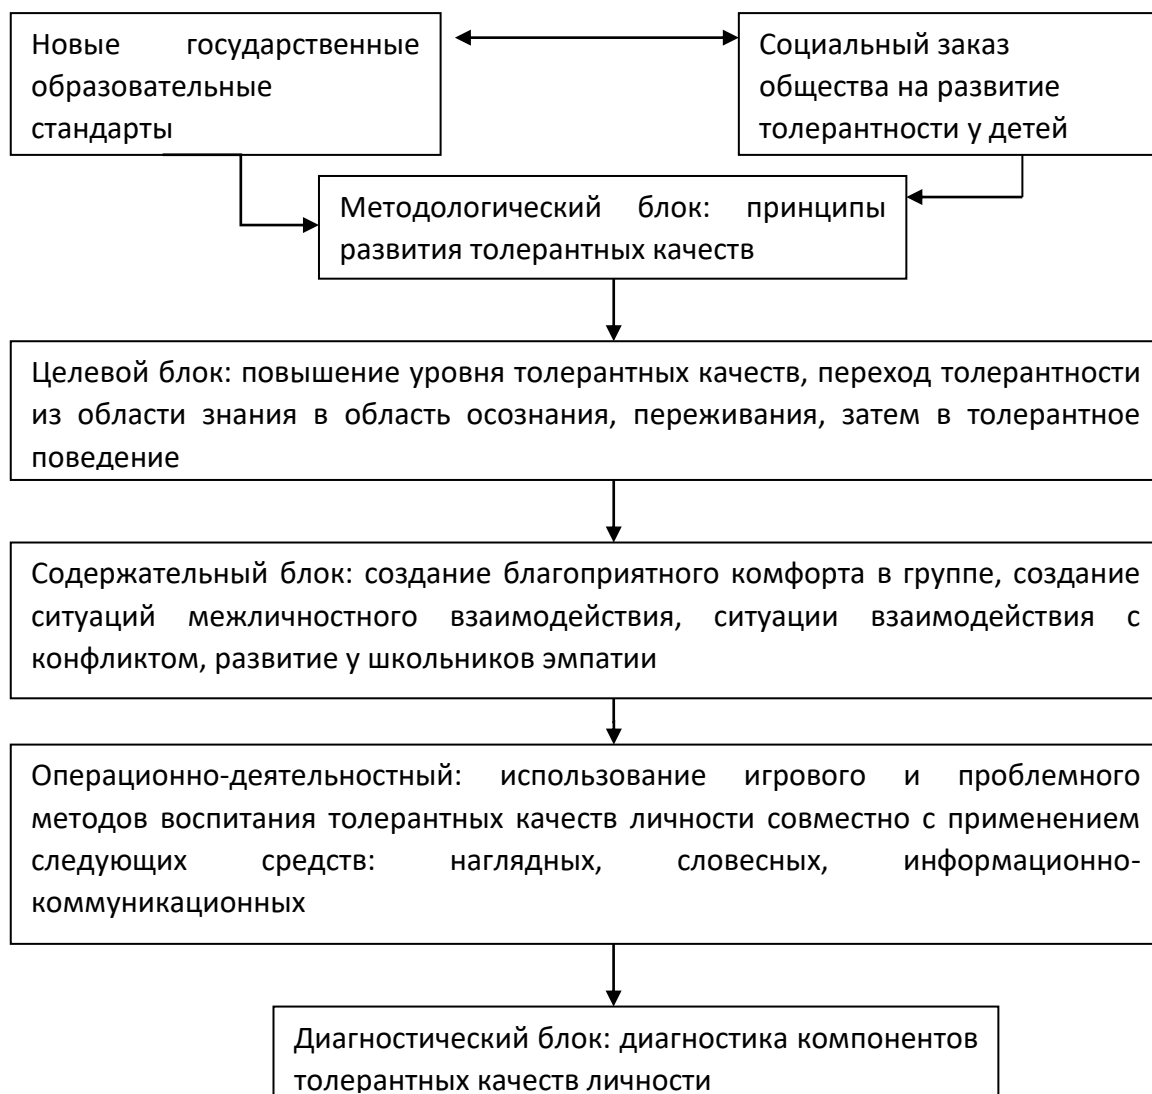 Новые государственные
образовательные
стандарты
Социальный заказ
общества на развитие
толерантности у детей
Методологический блок: принципы
развития толерантных качеств
Целевой блок: повышение уровня толерантных качеств, переход толерантности
из области знания в область осознания, переживания, затем в толерантное
поведение
Содержательный блок: создание благоприятного комфорта в группе, создание
ситуаций межличностного взаимодействия, ситуации взаимодействия с
конфликтом, развитие у школьников эмпатии
Операционно-деятельностный: использование игрового и проблемного
методов воспитания толерантных качеств личности совместно с применением
следующих средств: наглядных, словесных, информационно-
коммуникационных
Диагностический блок: диагностика компонентов
толерантных качеств личности